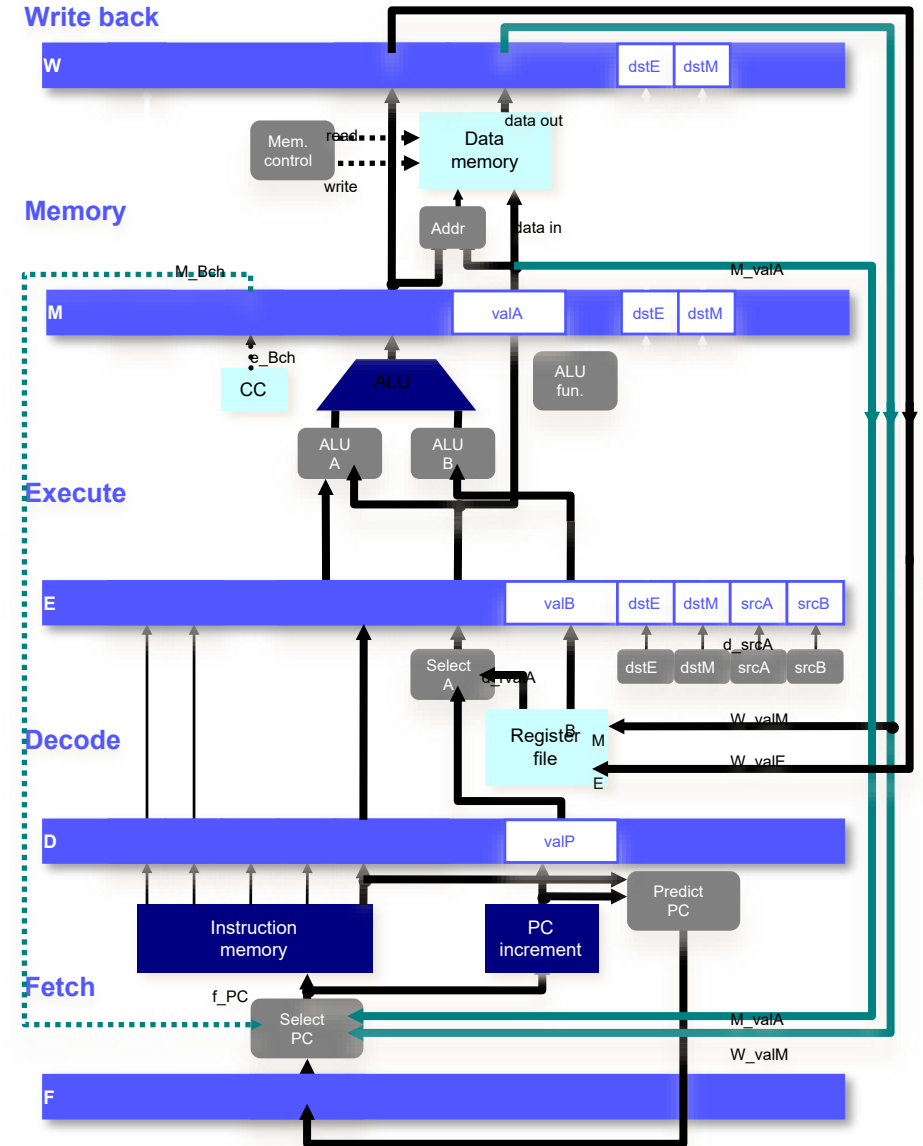 Write back
W
dstE
dstM
data out
read
Mem.
control
Data
memory
write
Memory
Addr
data in
M_Bch
M_valA
M
valA
dstE
dstM
e_Bch
CC
ALU
ALU
fun.
ALU
A
ALU
B
Execute
E
valB
dstE
dstM
srcA
srcB
d_srcA
Select
A
d_rvalA
dstE
dstM
srcA
srcB
W_valM
Decode
Register
file
B
M
W_valE
E
D
valP
Predict
PC
Instruction
memory
PC
increment
Fetch
f_PC
Select
PC
M_valA
W_valM
F